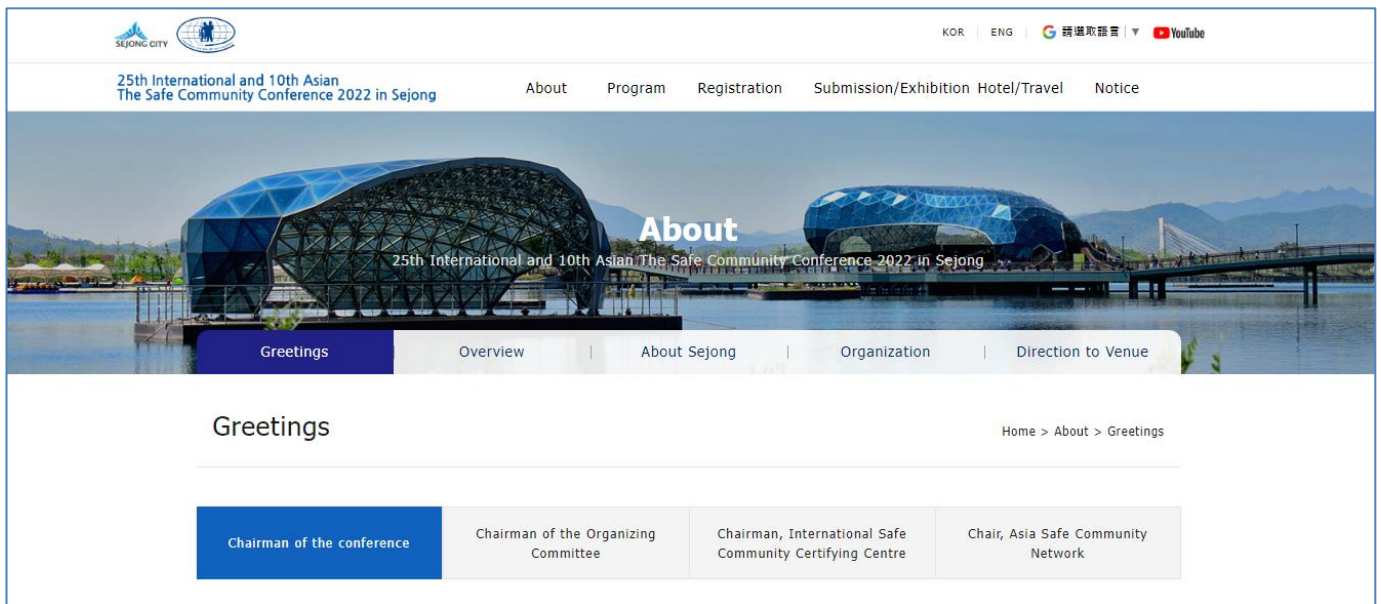 SEJONG CITY
KOR | ENG | G 請選取語言 | ▼ YouTube
25th International and 10th Asian
The Safe Community Conference 2022 in Sejong
About Program Registration Submission/Exhibition Hotel/Travel Notice
About
25th International and 10th Asian The Safe Community Conference 2022 in Sejong
Greetings | Overview | About Sejong | Organization | Direction to Venue
Greetings
Home > About > Greetings
Chairman of the conference
Chairman of the Organizing
Committee
Chairman, International Safe
Community Certifying Centre
Chair, Asia Safe Community
Network